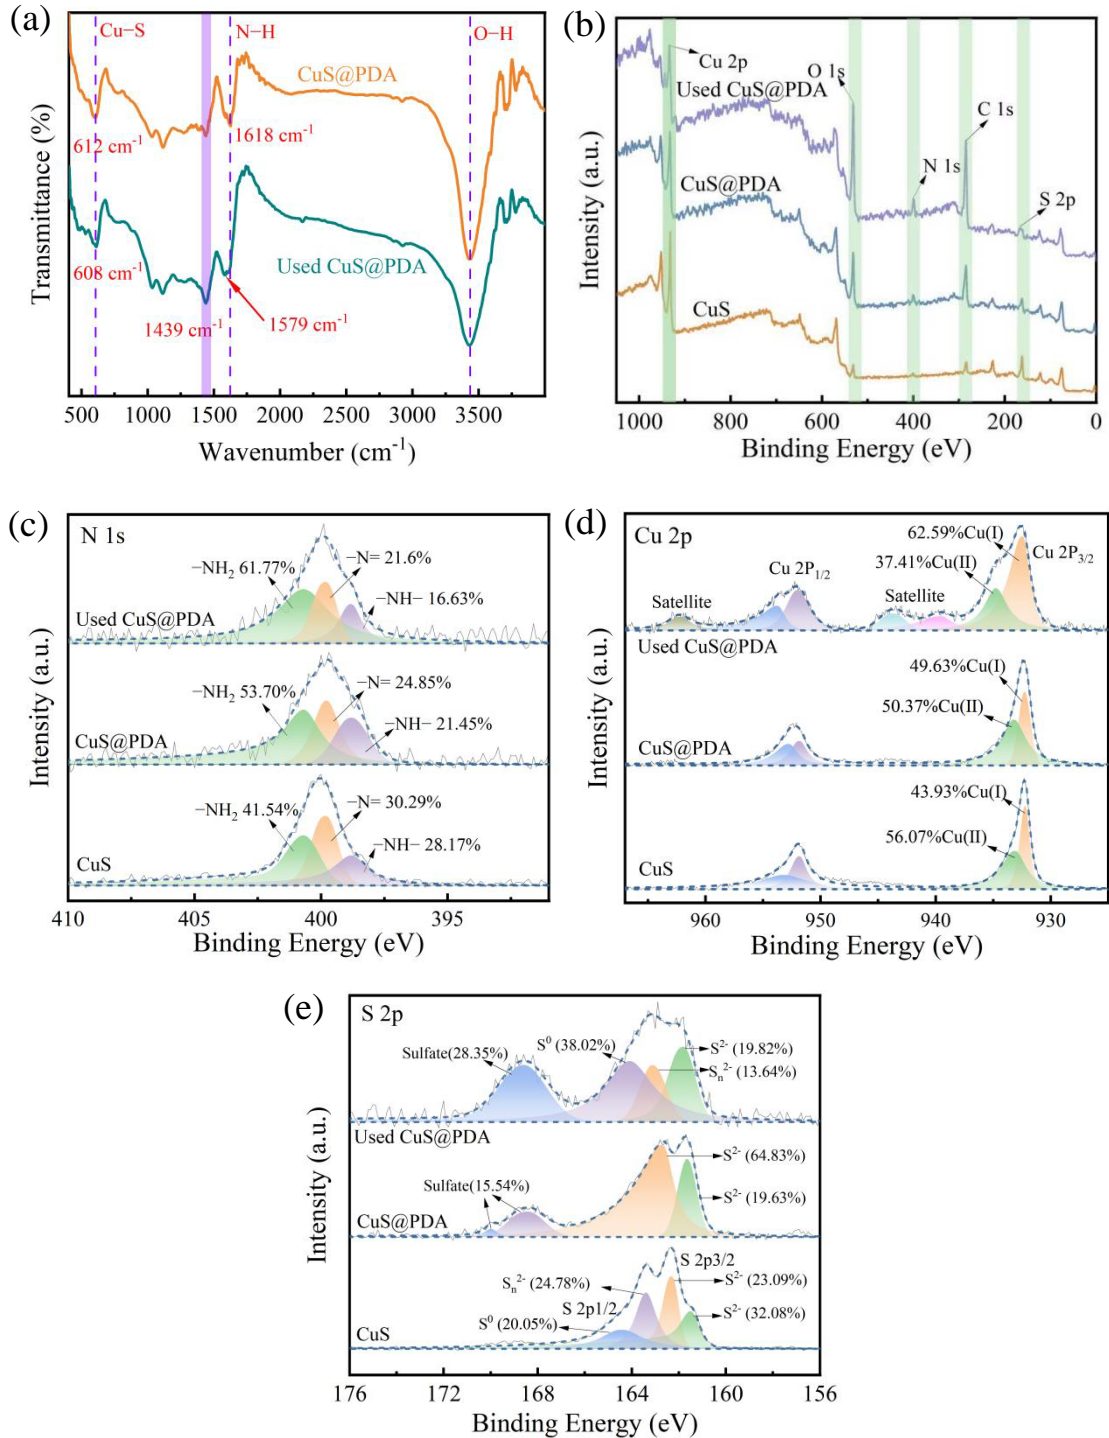 (a)
Cu−S
N−H
O−H
CuS@PDA
612 cm-1
1618 cm-1
608 cm-1
Used CuS@PDA
1439 cm-1
1579 cm-1
Transmittance (%)
500 1000 1500 2000 2500 3000 3500
Wavenumber (cm-1)
(b)
Cu 2p
Used CuS@PDA
O 1s
C 1s
N 1s
CuS@PDA
S 2p
CuS
Intensity (a.u.)
1000 800 600 400 200 0
Binding Energy (eV)
(c)
N 1s
−NH2 61.77%
−N= 21.6%
−NH− 16.63%
Used CuS@PDA
−NH2 53.70%
−N= 24.85%
−NH− 21.45%
CuS@PDA
−NH2 41.54%
−N= 30.29%
−NH− 28.17%
CuS
Intensity (a.u.)
410 405 400 395
Binding Energy (eV)
(d)
Cu 2p
62.59%Cu(I)
Cu 2P3/2
37.41%Cu(II)
Cu 2P1/2
Satellite
Satellite
Used CuS@PDA
49.63%Cu(I)
50.37%Cu(II)
CuS@PDA
43.93%Cu(I)
56.07%Cu(II)
CuS
Intensity (a.u.)
960 950 940 930
Binding Energy (eV)
(e)
S 2p
Sulfate(28.35%)
S0 (38.02%)
S2- (19.82%)
Sn2- (13.64%)
Used CuS@PDA
S2- (64.83%)
Sulfate(15.54%)
S2- (19.63%)
CuS@PDA
S 2p3/2
Sn2- (24.78%)
S2- (23.09%)
S 2p1/2
S0 (20.05%)
S2- (32.08%)
CuS
Intensity (a.u.)
176 172 168 164 160 156
Binding Energy (eV)